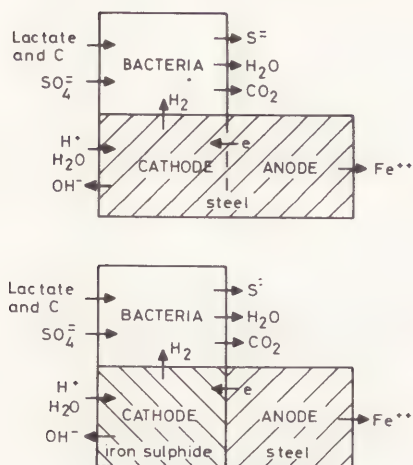 Lactate
and C
SO₄⁼
BACTERIA
S⁼
H₂O
CO₂
H₂
H⁺
H₂O
OH⁻
CATHODE
e
ANODE
Fe⁺⁺
steel
Lactate
and C
SO₄⁼
BACTERIA
S⁼
H₂O
CO₂
H₂
H⁺
H₂O
OH⁻
CATHODE
e
ANODE
Fe⁺⁺
iron sulphide
steel